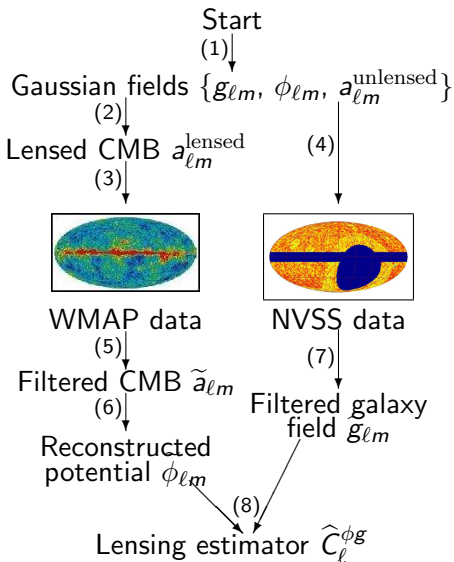 Start
(1)
Gaussian fields {gℓm, ϕℓm, aℓm^unlensed}
(2)
Lensed CMB aℓm^lensed
(4)
(3)
WMAP data NVSS data
(5) (7)
Filtered CMB ãℓm
(6)
Filtered galaxy
field g̃ℓm
Reconstructed
potential ϕ̃ℓm
(8)
Lensing estimator Ĉℓ^ϕg